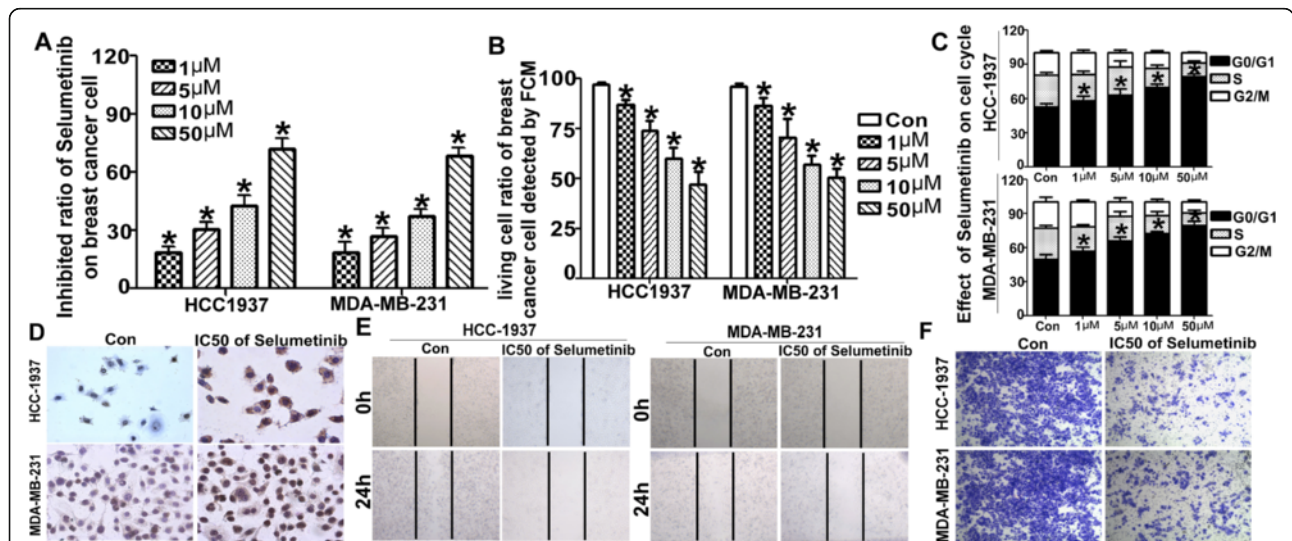 A
Inhibited ratio of Selumetinib
on breast cancer cell
120
90
60
30
0
1μM
5μM
10μM
50μM
*
*
*
*
*
*
*
*
HCC1937
MDA-MB-231
B
living cell ratio of breast
cancer cell detected by FCM
100
75
50
25
0
*
*
*
*
*
*
*
*
Con
1μM
5μM
10μM
50μM
HCC1937
MDA-MB-231
C
Effect of Selumetinib on cell cycle
HCC-1937
0
30
60
90
120
*
*
*
*
G0/G1
S
G2/M
Con
1μM
5μM
10μM
50μM
MDA-MB-231
0
30
60
90
120
*
*
*
*
G0/G1
S
G2/M
Con
1μM
5μM
10μM
50μM
D
Con
IC50 of Selumetinib
HCC-1937
MDA-MB-231
E
HCC-1937
MDA-MB-231
Con
IC50 of Selumetinib
Con
IC50 of Selumetinib
0h
0h
24h
24h
F
Con
IC50 of Selumetinib
HCC-1937
MDA-MB-231